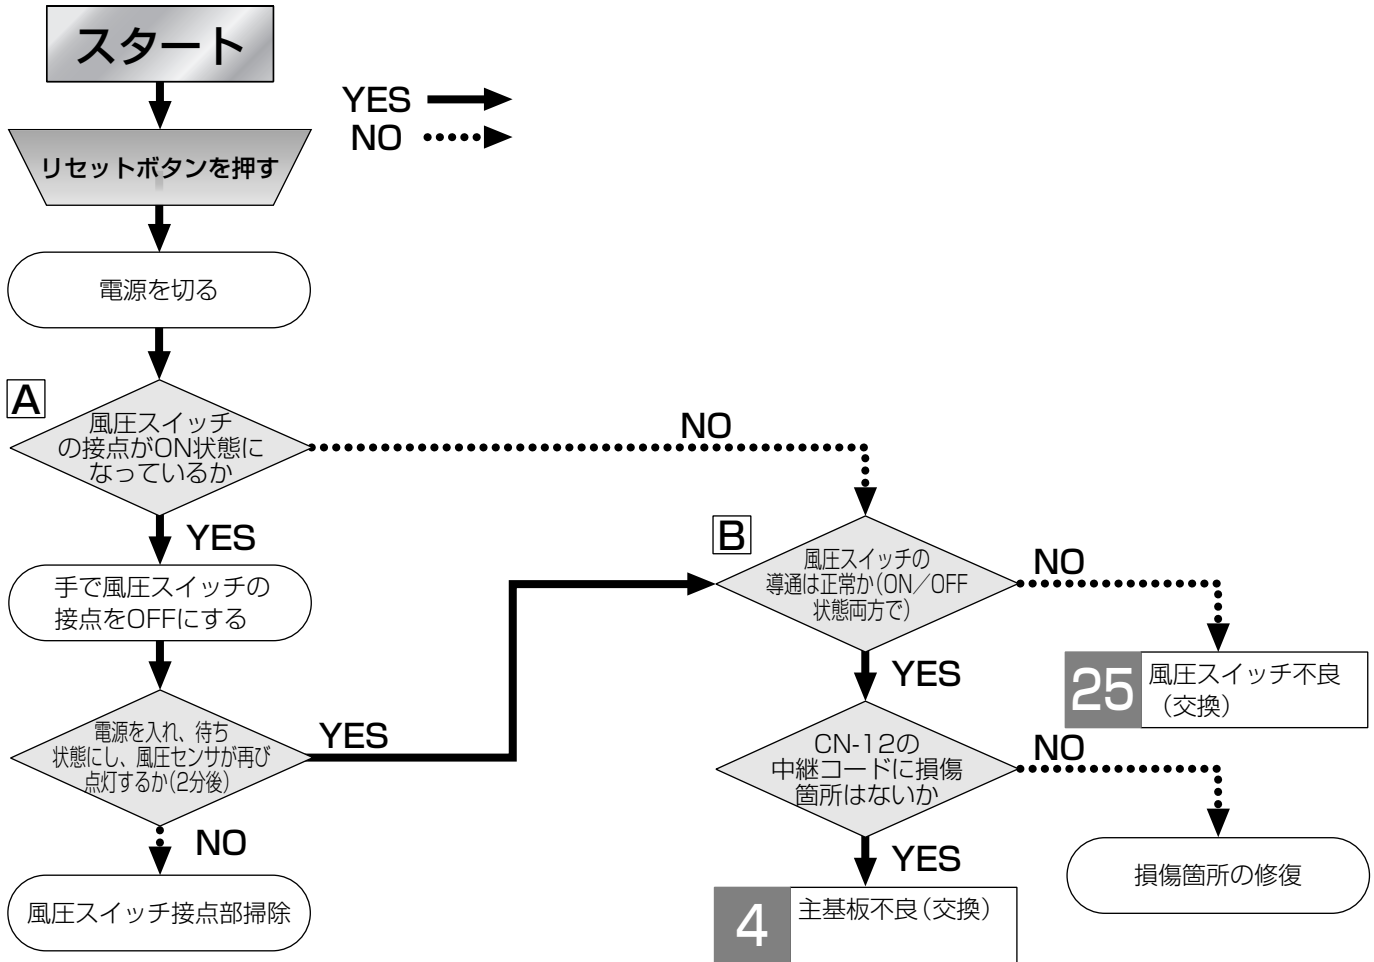 スタート
YES
NO
リセットボタンを押す
電源を切る
A
風圧スイッチ
の接点がON状態に
なっているか
NO
YES
手で風圧スイッチの
接点をOFFにする
電源を入れ、待ち
状態にし、風圧センサが再び
点灯するか(2分後)
YES
NO
風圧スイッチ接点部掃除
B
風圧スイッチの
導通は正常か(ON／OFF
状態両方で)
NO
25
風圧スイッチ不良
(交換)
YES
CN-12の
中継コードに損傷
箇所はないか
NO
損傷箇所の修復
YES
4
主基板不良(交換)